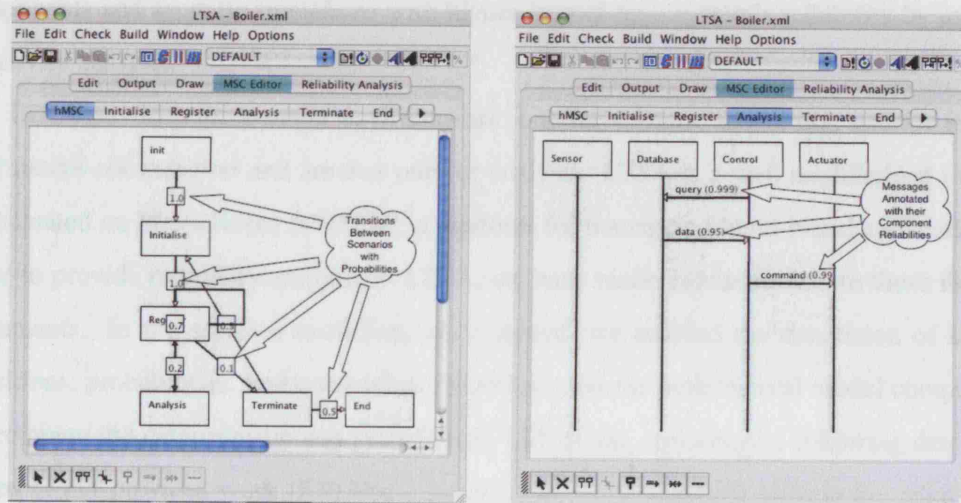 LTSA – Boiler.xml
File Edit Check Build Window Help Options
DEFAULT
Edit Output Draw MSC Editor Reliability Analysis
hMSC Initialise Register Analysis Terminate End
init
1.0
Initialise
1.0
Reg
0.7
0.2
0.1
Analysis
Terminate
0.5
End
Transitions
Between
Scenarios
with
Probabilities
LTSA – Boiler.xml
File Edit Check Build Window Help Options
DEFAULT
Edit Output Draw MSC Editor Reliability Analysis
hMSC Initialise Register Analysis Terminate End
Sensor Database Control Actuator
query (0.999)
data (0.95)
command (0.99
Messages
Annotated
with their
Component
Reliabilities